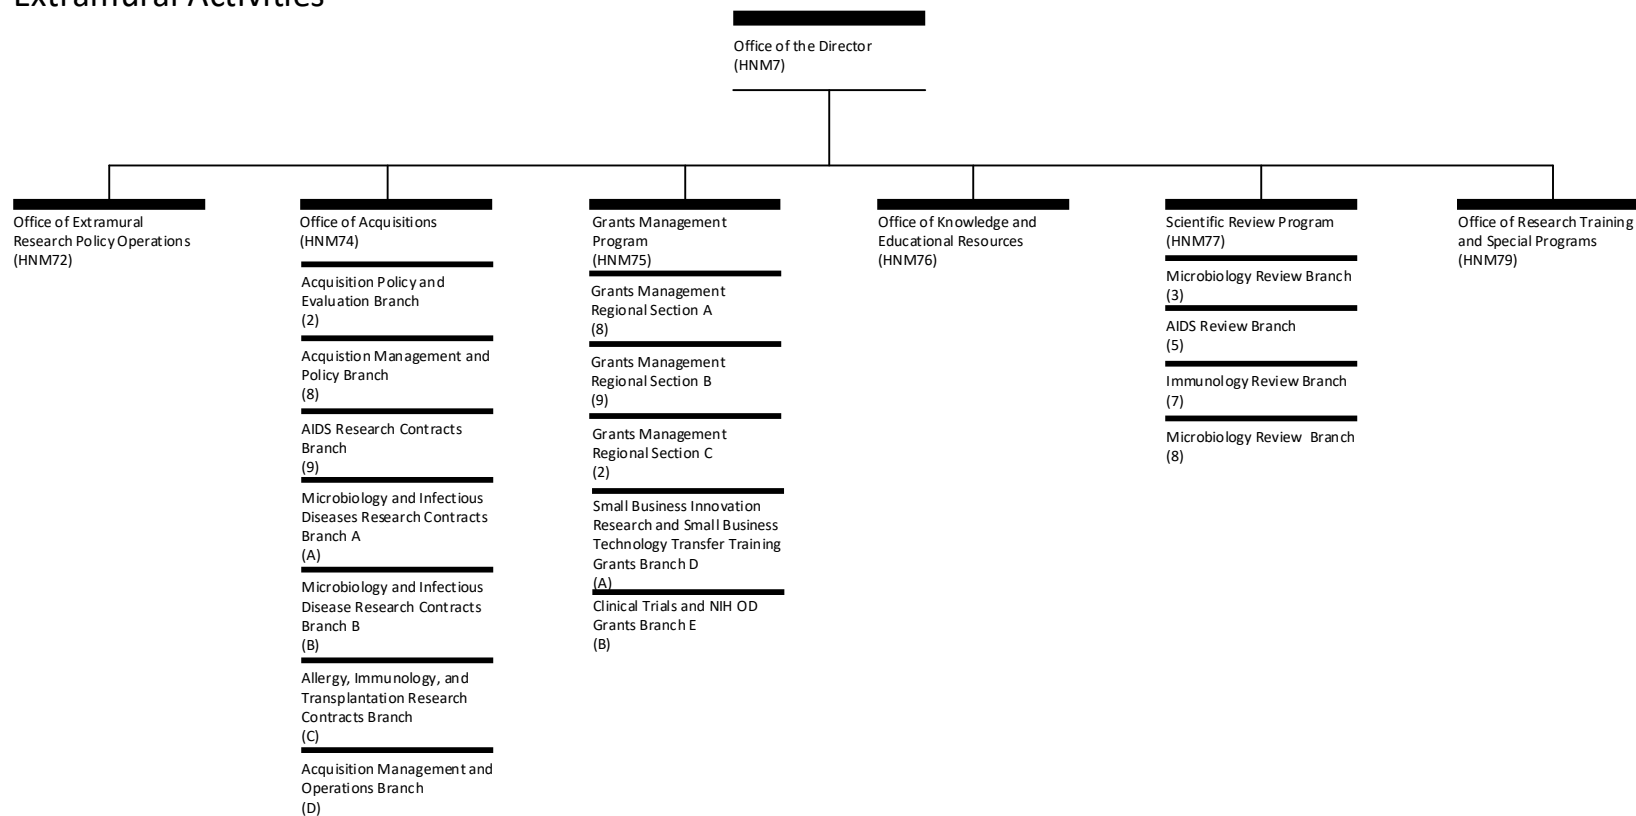 Extramural Activities
Office of the Director
(HNM7)
Office of Extramural
Research Policy Operations
(HNM72)
Office of Acquisitions
(HNM74)
Acquisition Policy and
Evaluation Branch
(2)
Acquistion Management and
Policy Branch
(8)
AIDS Research Contracts
Branch
(9)
Microbiology and Infectious
Diseases Research Contracts
Branch A
(A)
Microbiology and Infectious
Disease Research Contracts
Branch B
(B)
Allergy, Immunology, and
Transplantation Research
Contracts Branch
(C)
Acquisition Management and
Operations Branch
(D)
Grants Management
Program
(HNM75)
Grants Management
Regional Section A
(8)
Grants Management
Regional Section B
(9)
Grants Management
Regional Section C
(2)
Small Business Innovation
Research and Small Business
Technology Transfer Training
Grants Branch D
(A)
Clinical Trials and NIH OD
Grants Branch E
(B)
Office of Knowledge and
Educational Resources
(HNM76)
Scientific Review Program
(HNM77)
Microbiology Review Branch
(3)
AIDS Review Branch
(5)
Immunology Review Branch
(7)
Microbiology Review Branch
(8)
Office of Research Training
and Special Programs
(HNM79)